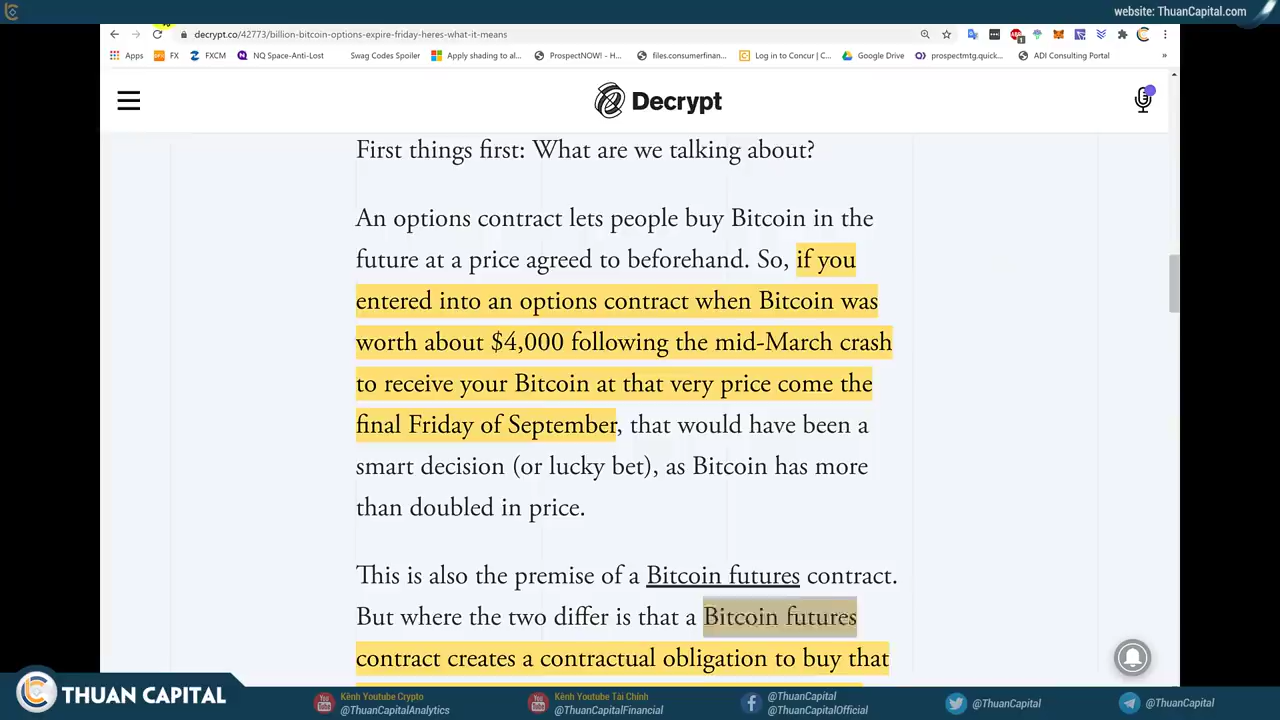 website: ThuanCapital.com
decrypt.co/42773/billion-bitcoin-options-expire-friday-heres-what-it-means
Apps FX FXCM NQ Space-Anti-Lost Swag Codes Spoiler Apply shading to al... ProspectNOW! - H... files.consumerfinan... Log in to Concur | C... Google Drive prospectmtg.quick... ADI Consulting Portal »
Decrypt
First things first: What are we talking about?
An options contract lets people buy Bitcoin in the
future at a price agreed to beforehand. So, if you
entered into an options contract when Bitcoin was
worth about $4,000 following the mid-March crash
to receive your Bitcoin at that very price come the
final Friday of September, that would have been a
smart decision (or lucky bet), as Bitcoin has more
than doubled in price.
This is also the premise of a Bitcoin futures contract.
But where the two differ is that a Bitcoin futures
contract creates a contractual obligation to buy that
THUAN CAPITAL
Kênh Youtube Crypto
@ThuanCapitalAnalytics
Kênh Youtube Tài Chính
@ThuanCapitalFinancial
@ThuanCapital
@ThuanCapitalOfficial
@ThuanCapital
@ThuanCapital